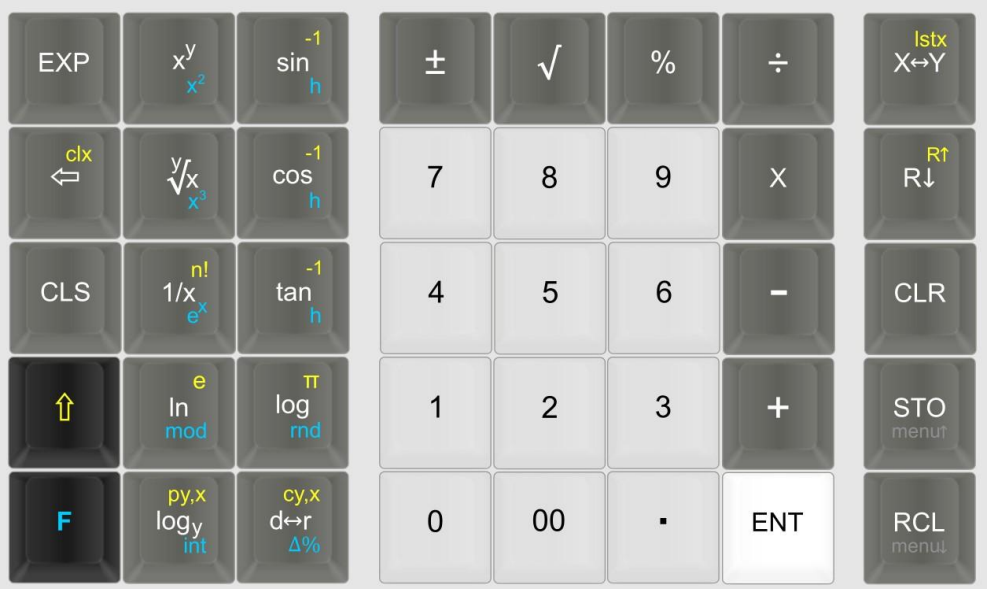 EXP
xʸ
x²
sin
-1
h
±
√
%
÷
lstx
X↔Y
clx
⇦
ʸ√x
x³
-1
cos
h
7
8
9
X
R↑
R↓
CLS
n!
1/x
eˣ
-1
tan
h
4
5
6
-
CLR
⇧
e
ln
mod
π
log
rnd
1
2
3
+
STO
menu↑
F
py,x
logy
int
cy,x
d↔r
Δ%
0
00
.
ENT
RCL
menu↓